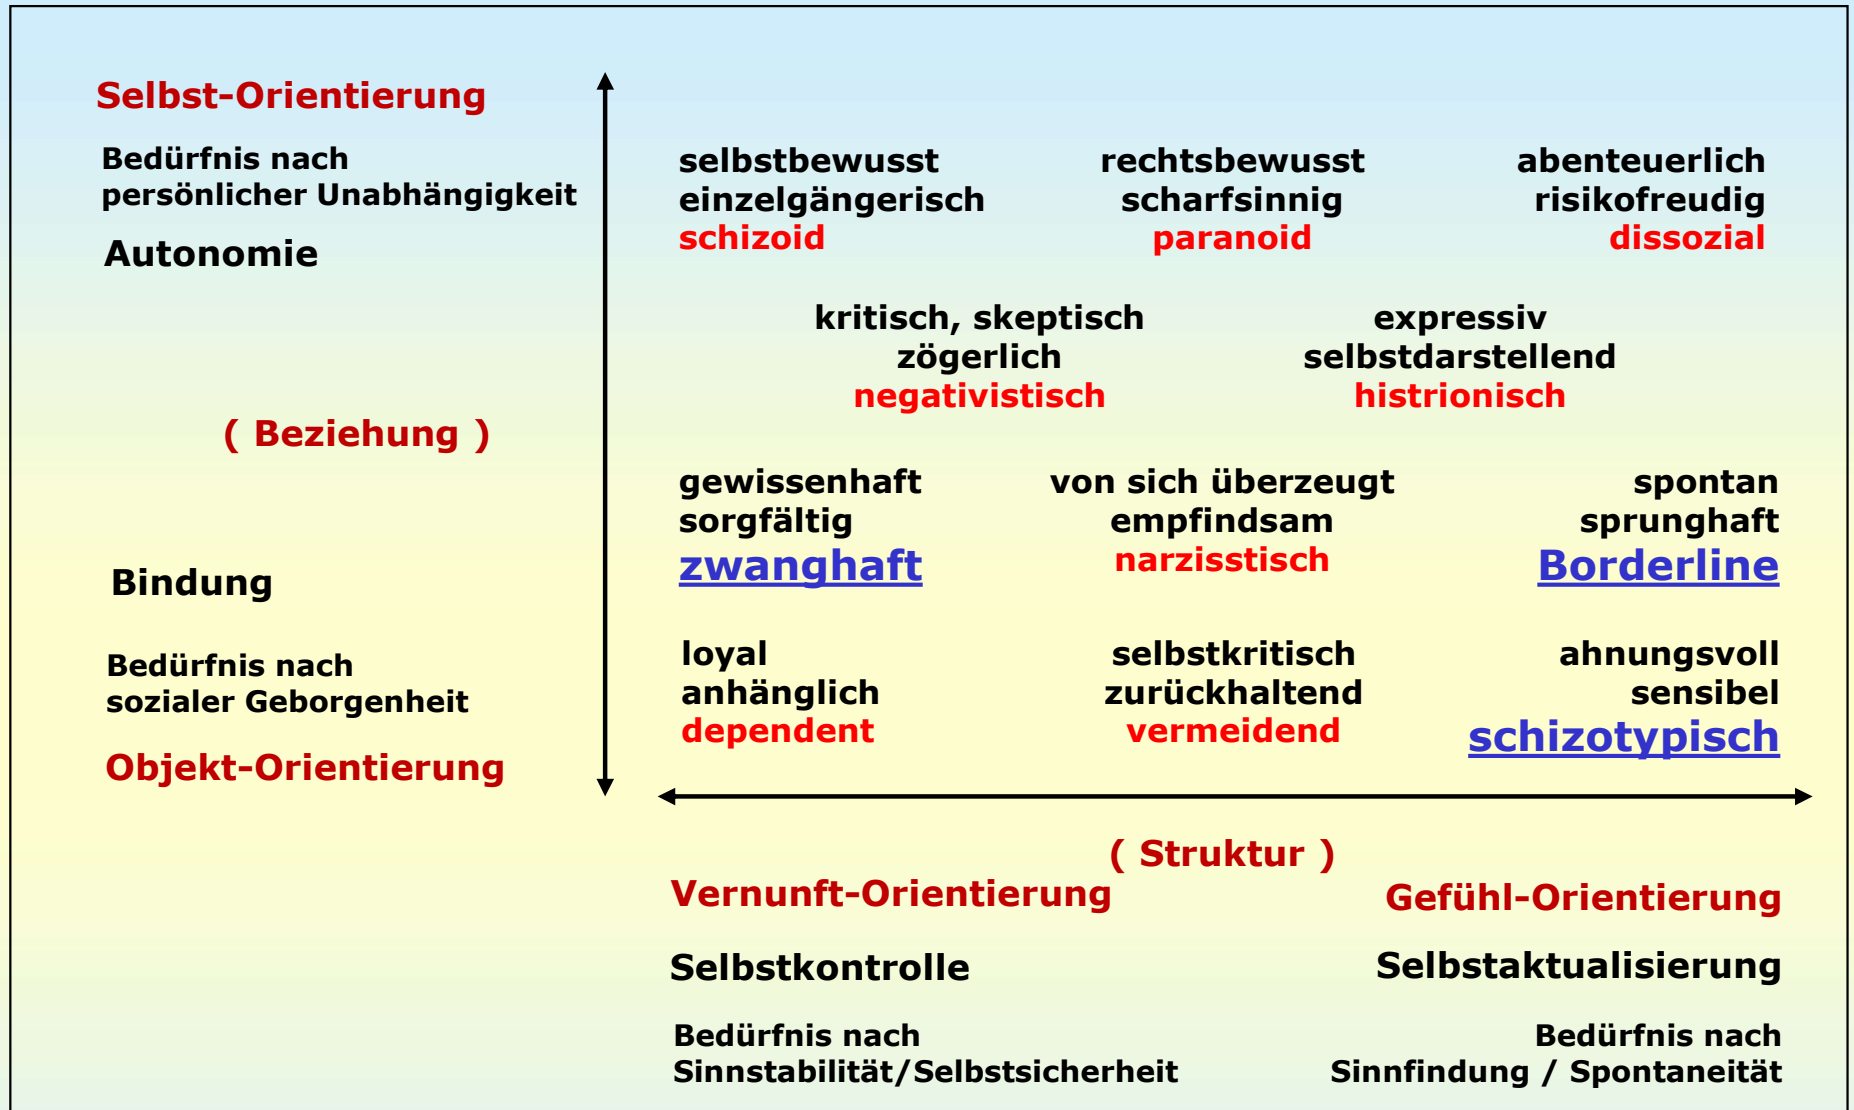 Selbst-Orientierung
Bedürfnis nach
persönlicher Unabhängigkeit
Autonomie
( Beziehung )
Bindung
Bedürfnis nach
sozialer Geborgenheit
Objekt-Orientierung
selbstbewusst
einzelgängerisch
schizoid
rechtsbewusst
scharfsinnig
paranoid
abenteuerlich
risikofreudig
dissozial
kritisch, skeptisch
zögerlich
negativistisch
expressiv
selbstdarstellend
histrionisch
gewissenhaft
sorgfältig
zwanghaft
von sich überzeugt
empfindsam
narzisstisch
spontan
sprunghaft
Borderline
loyal
anhänglich
dependent
selbstkritisch
zurückhaltend
vermeidend
ahnungsvoll
sensibel
schizotypisch
( Struktur )
Vernunft-Orientierung
Selbstkontrolle
Bedürfnis nach
Sinnstabilität/Selbstsicherheit
Gefühl-Orientierung
Selbstaktualisierung
Bedürfnis nach
Sinnfindung / Spontaneität